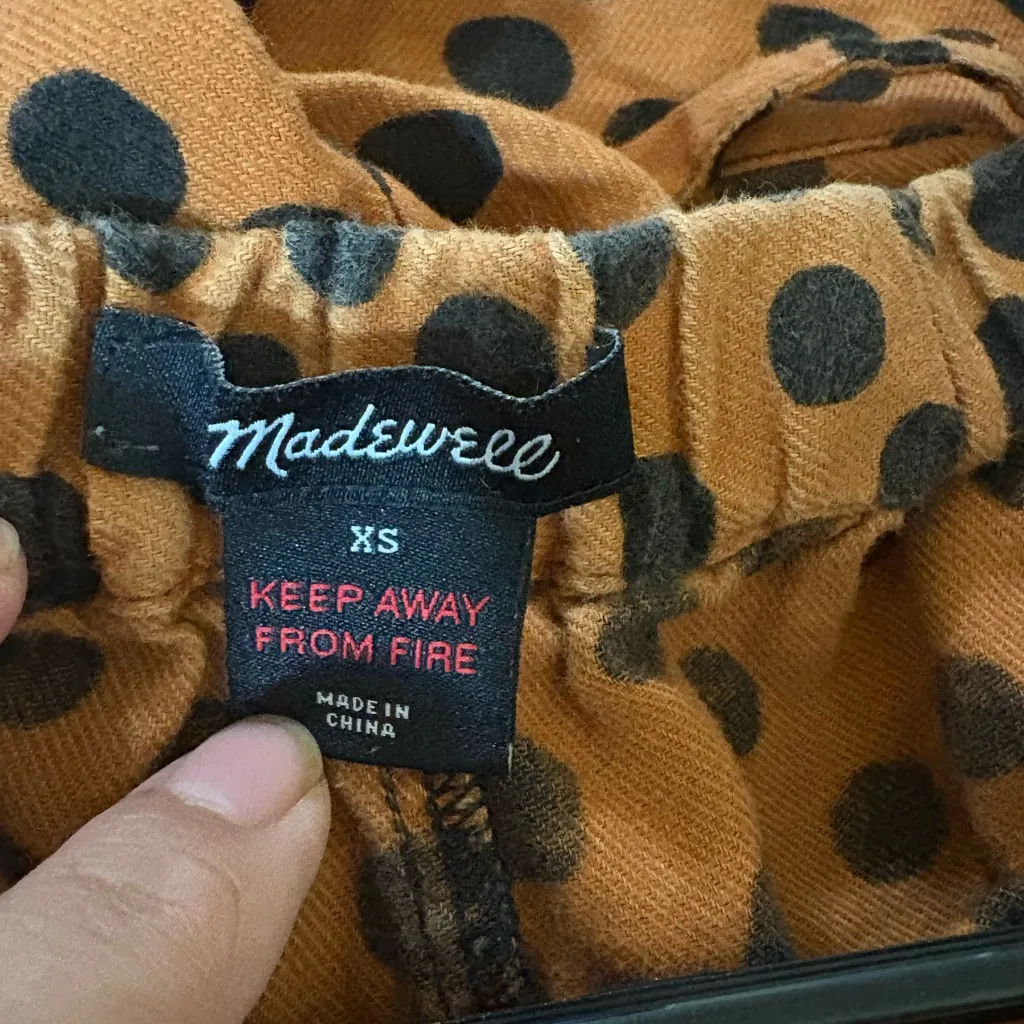 Madewell
XS
KEEP AWAY
FROM FIRE
MADE IN
CHINA